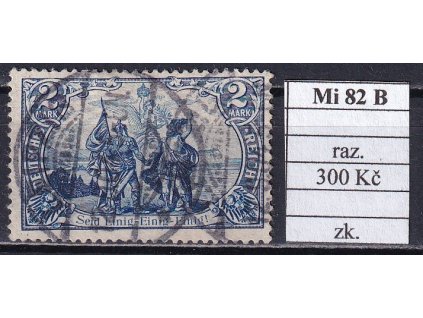 2 2
MARK MARK
DEUTSCHES REICH
Seid Einig-Einig-Einig!
Mi 82 B
raz.
300 Kč
zk.